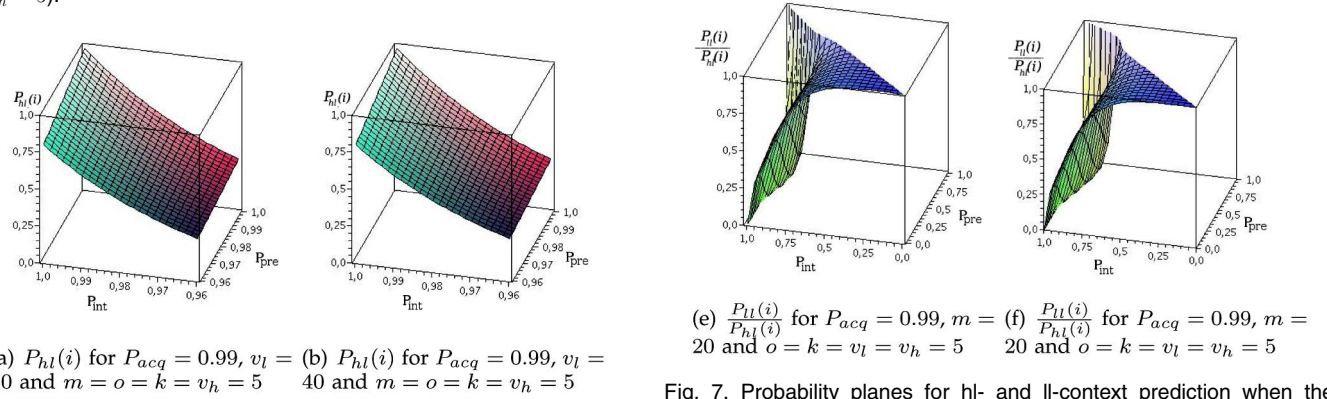 P_hl(i)
1,0
0,75
0,5
0,25
0,0
1,0
0,99
0,98
0,97
0,96
P_int
1,0
0,99
0,98
0,97
0,96
P_pre
P_hl(i)
1,0
0,75
0,5
0,25
0,0
1,0
0,99
0,98
0,97
0,96
P_int
1,0
0,99
0,98
0,97
0,96
P_pre
a) P_hl(i) for P_acq = 0.99, v_l =
0 and m = o = k = v_h = 5
(b) P_hl(i) for P_acq = 0.99, v_l =
40 and m = o = k = v_h = 5
P_ll(i)
P_hl(i)
1,0
0,75
0,5
0,25
0,0
1,0
0,75
0,5
0,25
0,0
P_int
1,0
0,75
0,5
0,25
0,0
P_pre
P_ll(i)
P_hl(i)
1,0
0,75
0,5
0,25
0,0
1,0
0,75
0,5
0,25
0,0
P_int
1,0
0,75
0,5
0,25
0,0
P_pre
(e) P_ll(i)/P_hl(i) for P_acq = 0.99, m =
20 and o = k = v_l = v_h = 5
(f) P_ll(i)/P_hl(i) for P_acq = 0.99, m =
20 and o = k = v_l = v_h = 5
Fig. 7. Probability planes for hl- and ll-context prediction when the